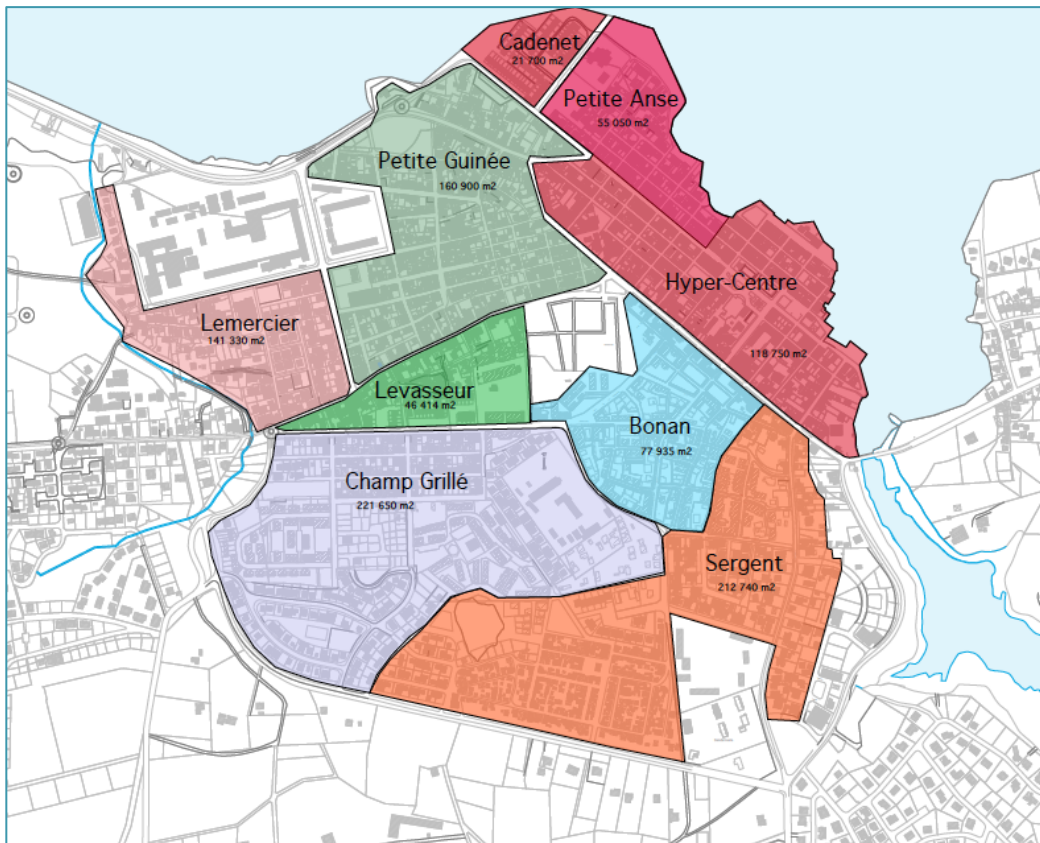 Cadenet
21 700 m2
Petite Anse
55 050 m2
Petite Guinée
160 900 m2
Hyper-Centre
118 750 m2
Lemercier
141 330 m2
Levasseur
46 414 m2
Bonan
77 935 m2
Champ Grillé
221 650 m2
Sergent
212 740 m2